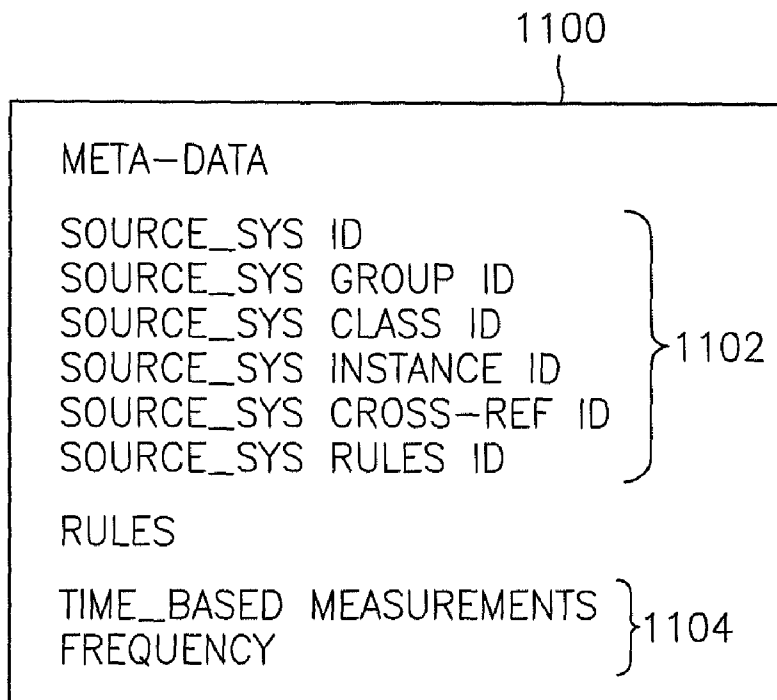 1100
META-DATA
SOURCE_SYS ID
SOURCE_SYS GROUP ID
SOURCE_SYS CLASS ID
SOURCE_SYS INSTANCE ID
SOURCE_SYS CROSS-REF ID
SOURCE_SYS RULES ID
1102
RULES
TIME_BASED MEASUREMENTS
FREQUENCY
1104